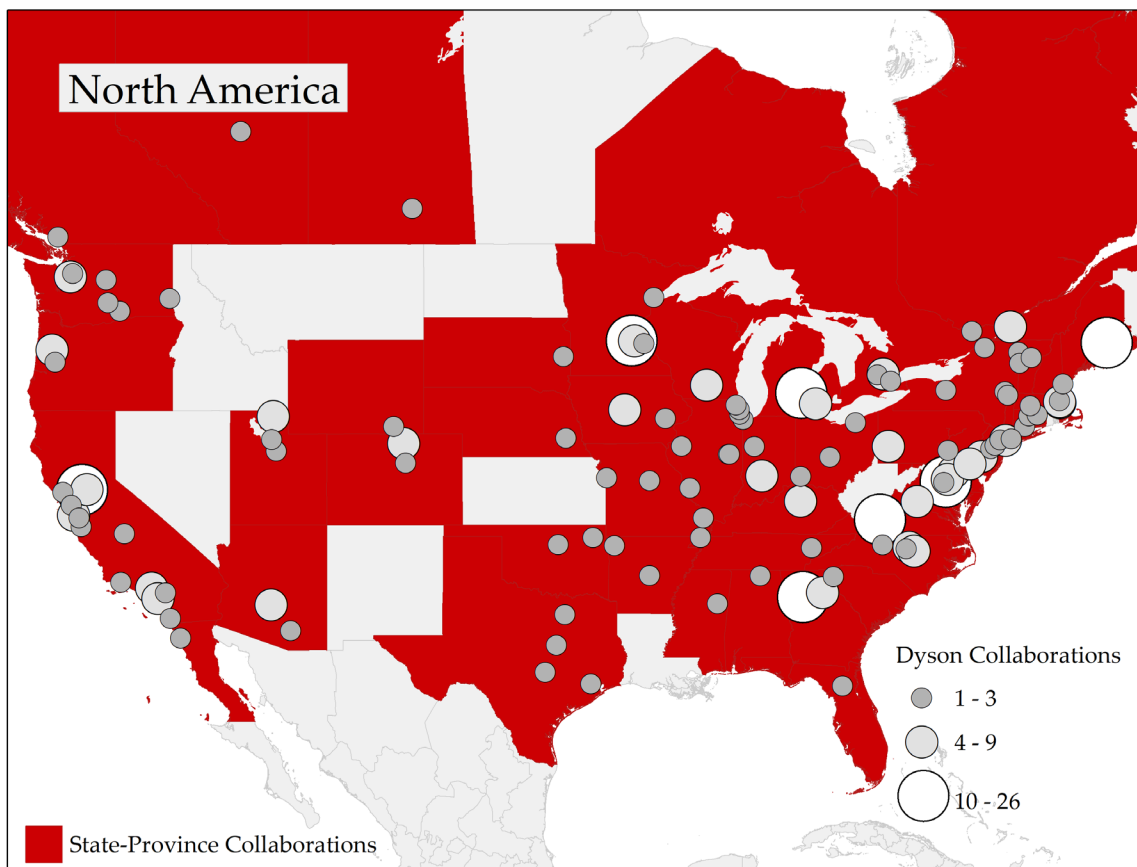 North America
Dyson Collaborations
1 - 3
4 - 9
10 - 26
State-Province Collaborations